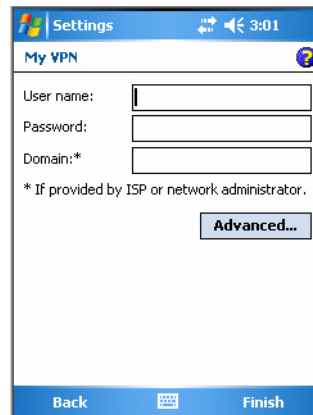 Settings 3:01
My VPN ?
User name:
Password:
Domain:*
* If provided by ISP or network administrator.
Advanced...
Back Finish